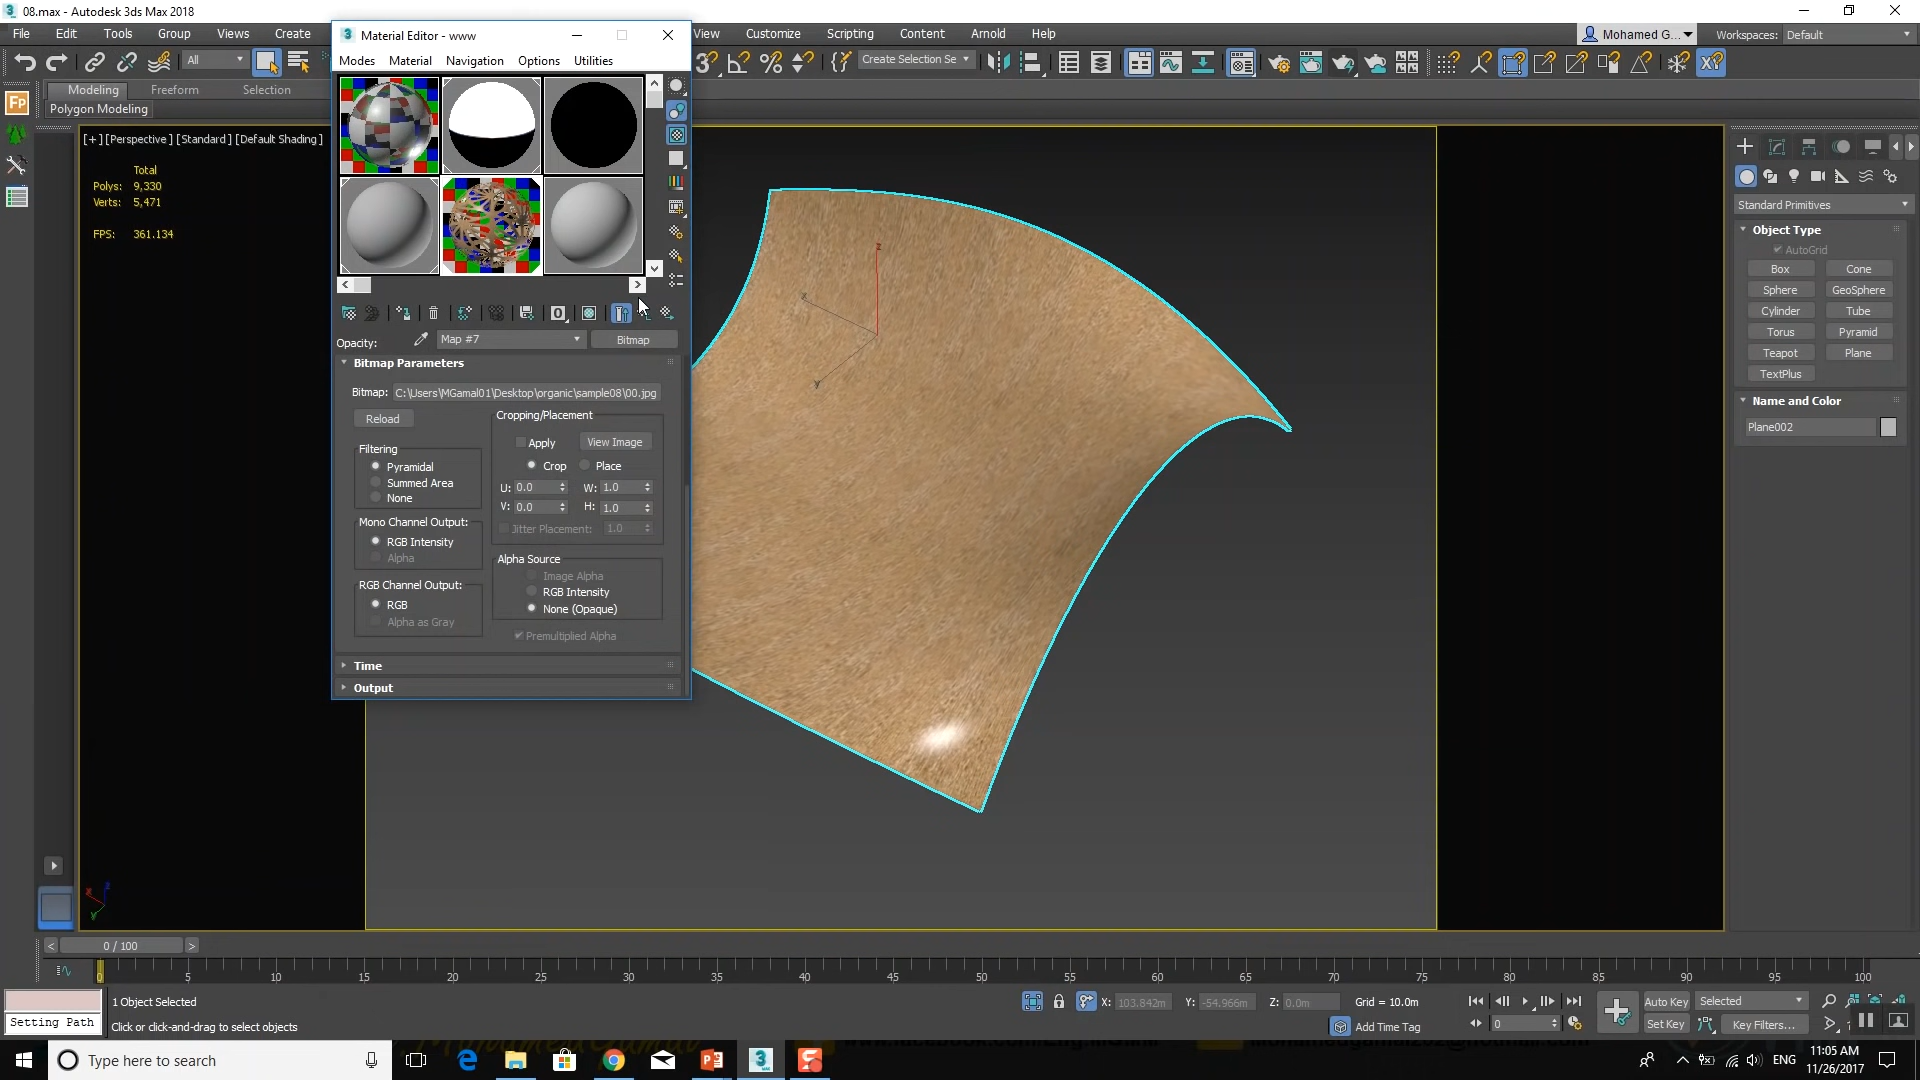 08.max - Autodesk 3ds Max 2018
File Edit Tools Group Views Create View Customize Scripting Content Arnold Help
Mohamed G... Workspaces: Default
All Create Selection Se
Material Editor - www
Modes Material Navigation Options Utilities
Modeling Freeform Selection
Polygon Modeling
[+] [Perspective] [Standard] [Default Shading]
Total
Polys: 9,330
Verts: 5,471
FPS: 361.134
Opacity: Map #7 Bitmap
Bitmap Parameters
Bitmap: C:\Users\MGamal01\Desktop\organic\sample08\00.jpg
Reload
Cropping/Placement
Apply View Image
Crop Place
U: 0.0 W: 1.0
V: 0.0 H: 1.0
Jitter Placement: 1.0
Filtering
Pyramidal
Summed Area
None
Mono Channel Output:
RGB Intensity
Alpha
RGB Channel Output:
RGB
Alpha as Gray
Alpha Source
Image Alpha
RGB Intensity
None (Opaque)
Premultiplied Alpha
Time
Output
Standard Primitives
Object Type
AutoGrid
Box Cone
Sphere GeoSphere
Cylinder Tube
Torus Pyramid
Teapot Plane
TextPlus
Name and Color
Plane002
0 / 100
0 5 10 15 20 25 30 35 40 45 50 55 60 65 70 75 80 85 90 95 100
1 Object Selected
X: 103.842m Y: -54.966m Z: 0.0m Grid = 10.0m
Auto Key Selected
Setting Path
Click or click-and-drag to select objects
Add Time Tag
0
Set Key Key Filters...
Type here to search
ENG
11:05 AM
11/26/2017